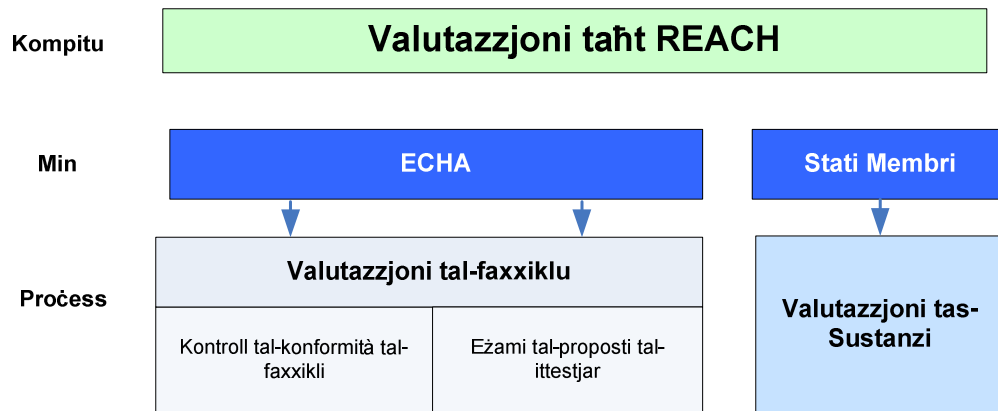 Kompitu
Valutazzjoni taħt REACH
Min
ECHA
Stati Membri
Proċess
Valutazzjoni tal-faxxiklu
Kontroll tal-konformità tal-
faxxikli
Eżami tal-proposti tal-
ittestjar
Valutazzjoni tas-
Sustanzi